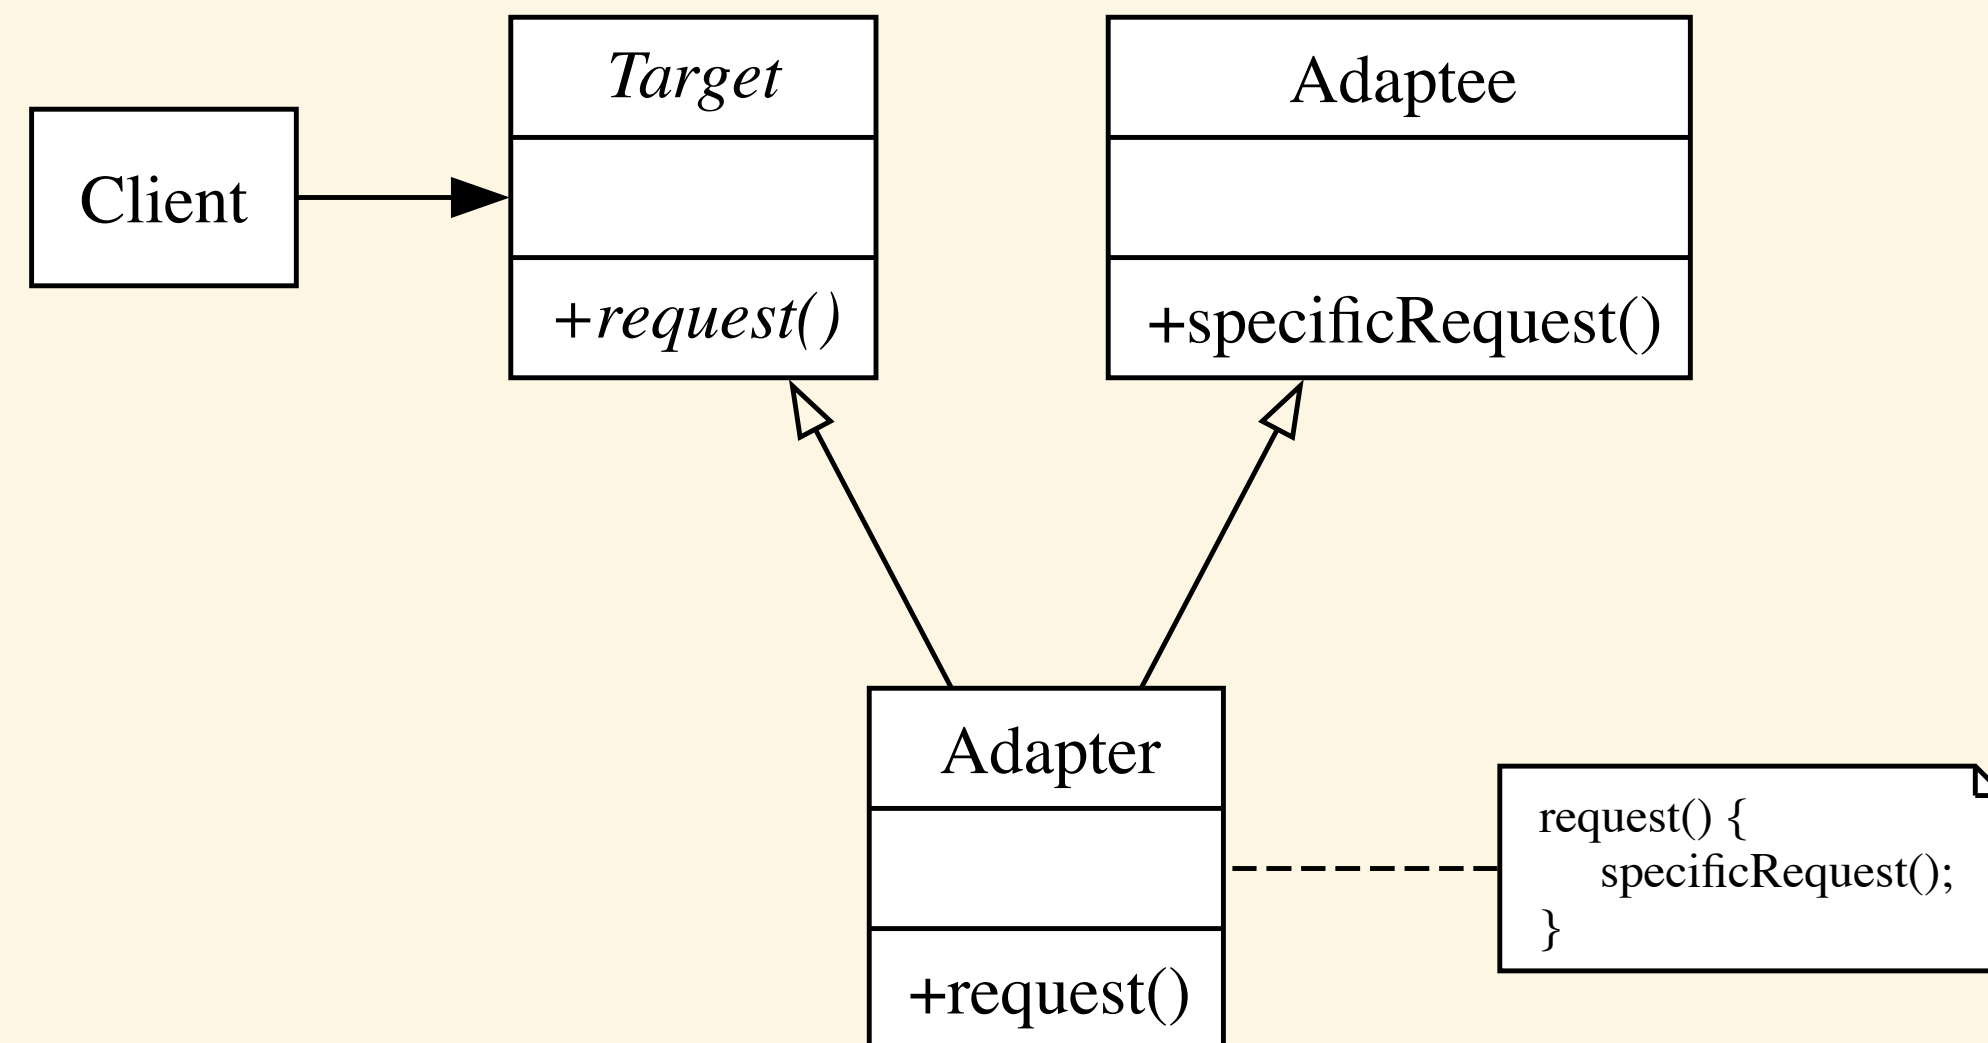 Client
Target
+request()
Adaptee
+specificRequest()
Adapter
+request()
request() {
specificRequest();
}